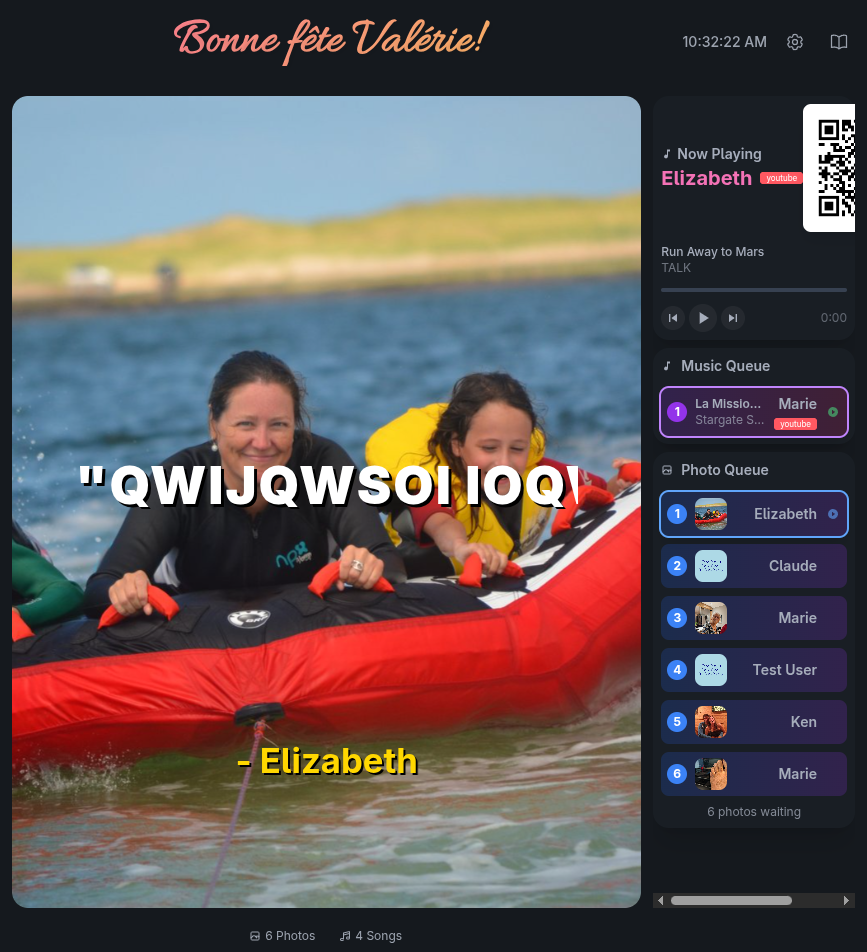 Bonne fête Valérie!
10:32:22 AM
Now Playing
Elizabeth youtube
Run Away to Mars
TALK
0:00
Music Queue
1 La Missio... Marie
Stargate S... youtube
Photo Queue
1 Elizabeth
2 Claude
3 Marie
4 Test User
5 Ken
6 Marie
6 photos waiting
"QWIJQWSOI IOQ
- Elizabeth
6 Photos 4 Songs